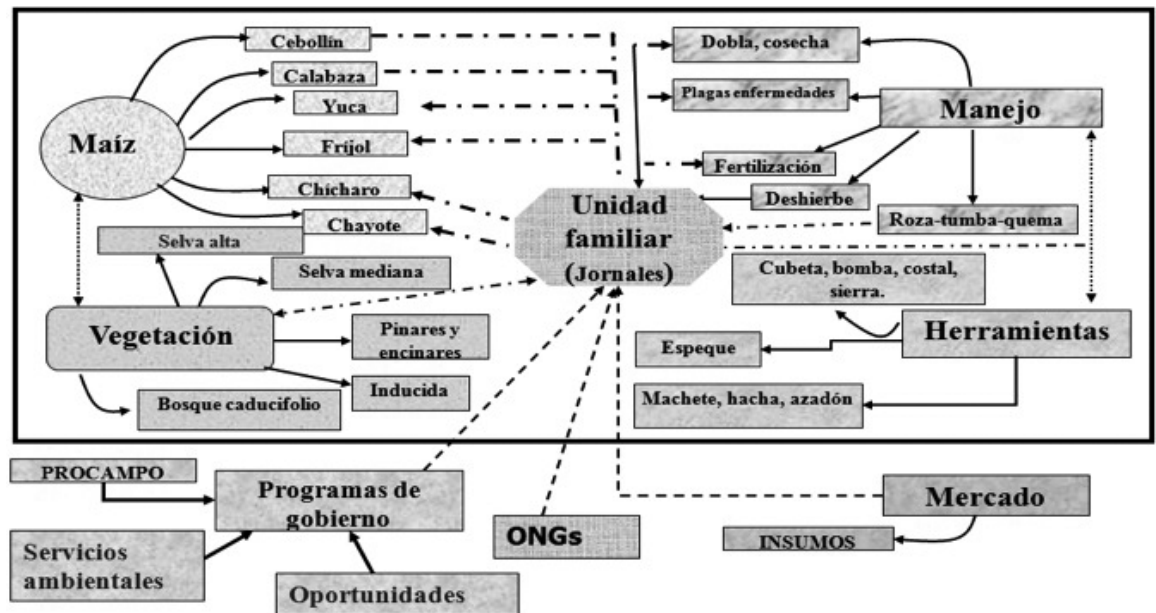 Cebollín
Calabaza
Yuca
Maíz
Frijol
Chícharo
Chayote
Selva alta
Selva mediana
Vegetación
Pinares y
encinares
Inducida
Bosque caducifolio
Unidad
familiar
(Jornales)
Dobla, cosecha
Plagas enfermedades
Manejo
Fertilización
Deshierbe
Roza-tumba-quema
Cubeta, bomba, costal,
sierra.
Herramientas
Espeque
Machete, hacha, azadón
PROCAMPO
Programas de
gobierno
Servicios
ambientales
Oportunidades
ONGs
Mercado
INSUMOS